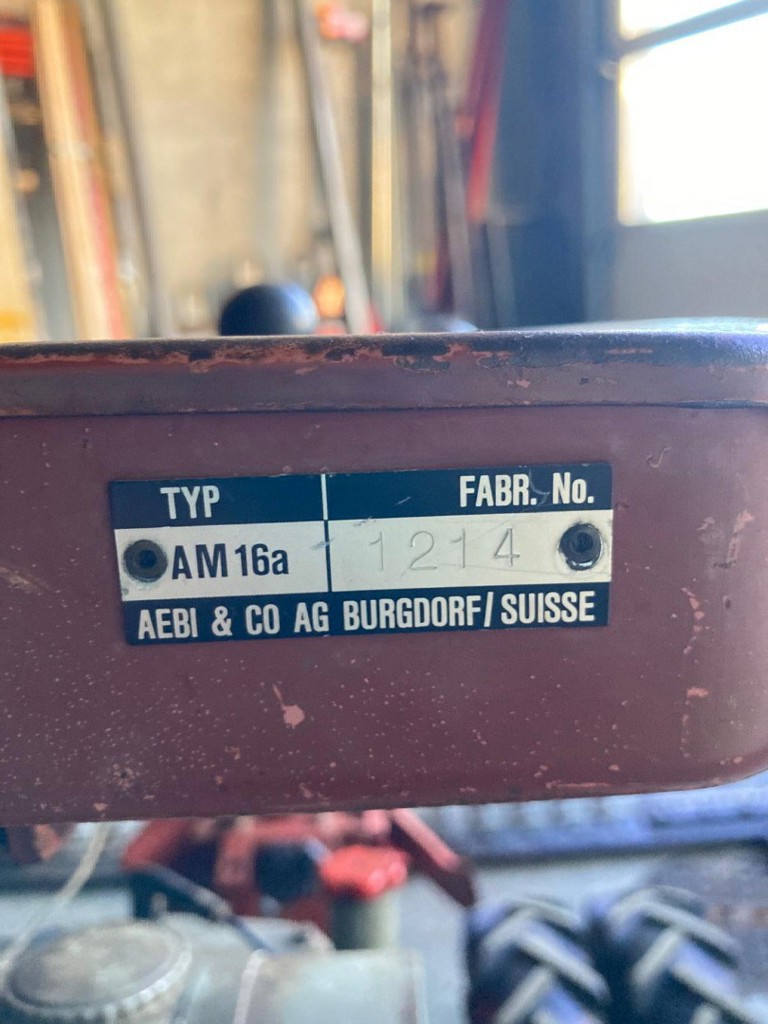 TYP FABR. No.
AM 16a 1214
AEBI & CO AG BURGDORF/SUISSE